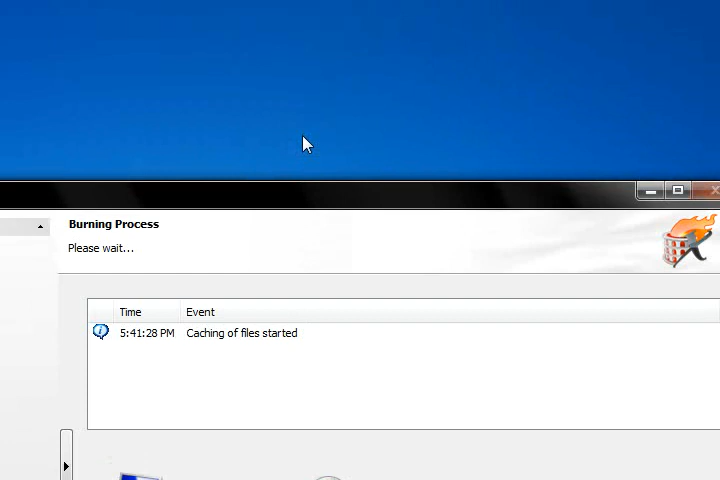 Burning Process
Please wait...
Time Event
5:41:28 PM Caching of files started